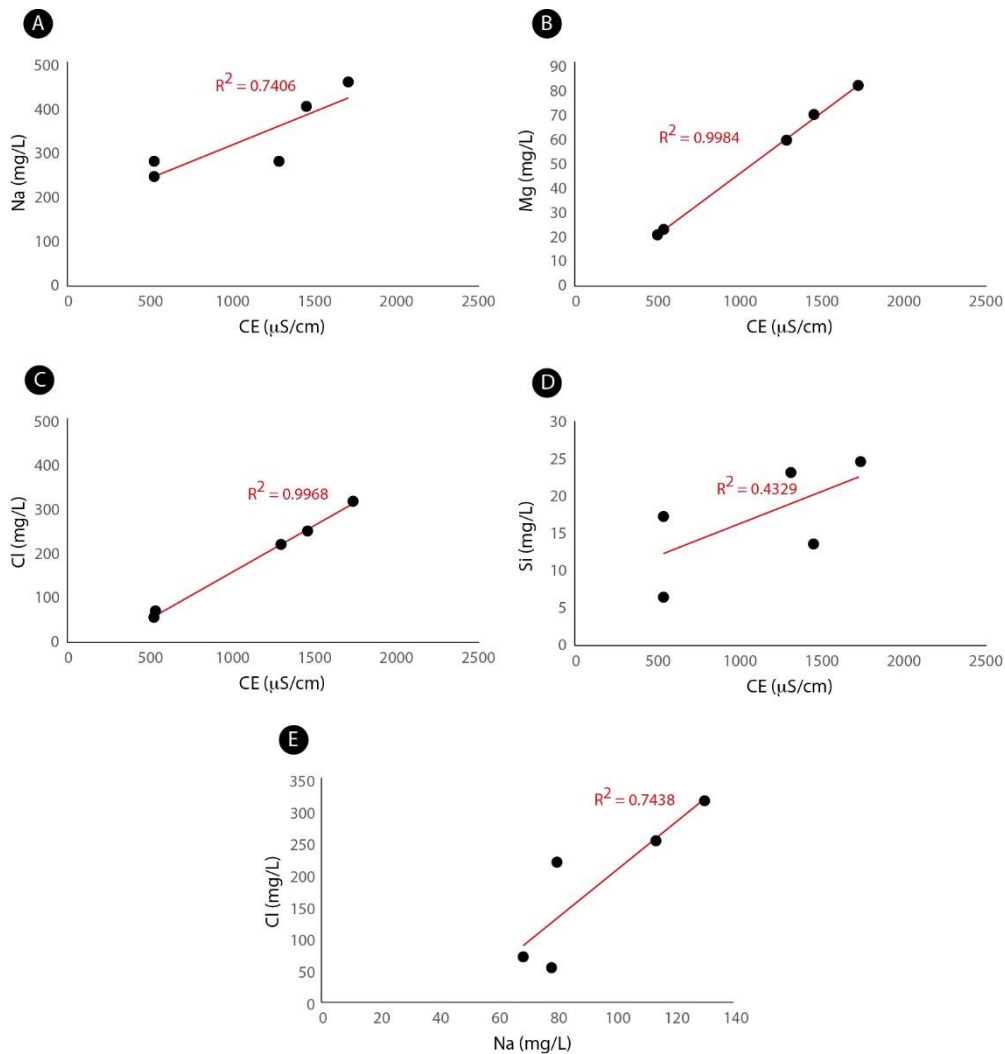 A
500
400
300
200
100
0
Na (mg/L)
R2 = 0.7406
0 500 1000 1500 2000 2500
CE (μS/cm)
B
90
80
70
60
50
40
30
20
10
0
Mg (mg/L)
R2 = 0.9984
0 500 1000 1500 2000 2500
CE (μS/cm)
C
500
400
300
200
100
0
Cl (mg/L)
R2 = 0.9968
0 500 1000 1500 2000 2500
CE (μS/cm)
D
30
25
20
15
10
5
0
Si (mg/L)
R2 = 0.4329
0 500 1000 1500 2000 2500
CE (μS/cm)
E
350
300
250
200
150
100
50
0
Cl (mg/L)
R2 = 0.7438
0 20 40 60 80 100 120 140
Na (mg/L)